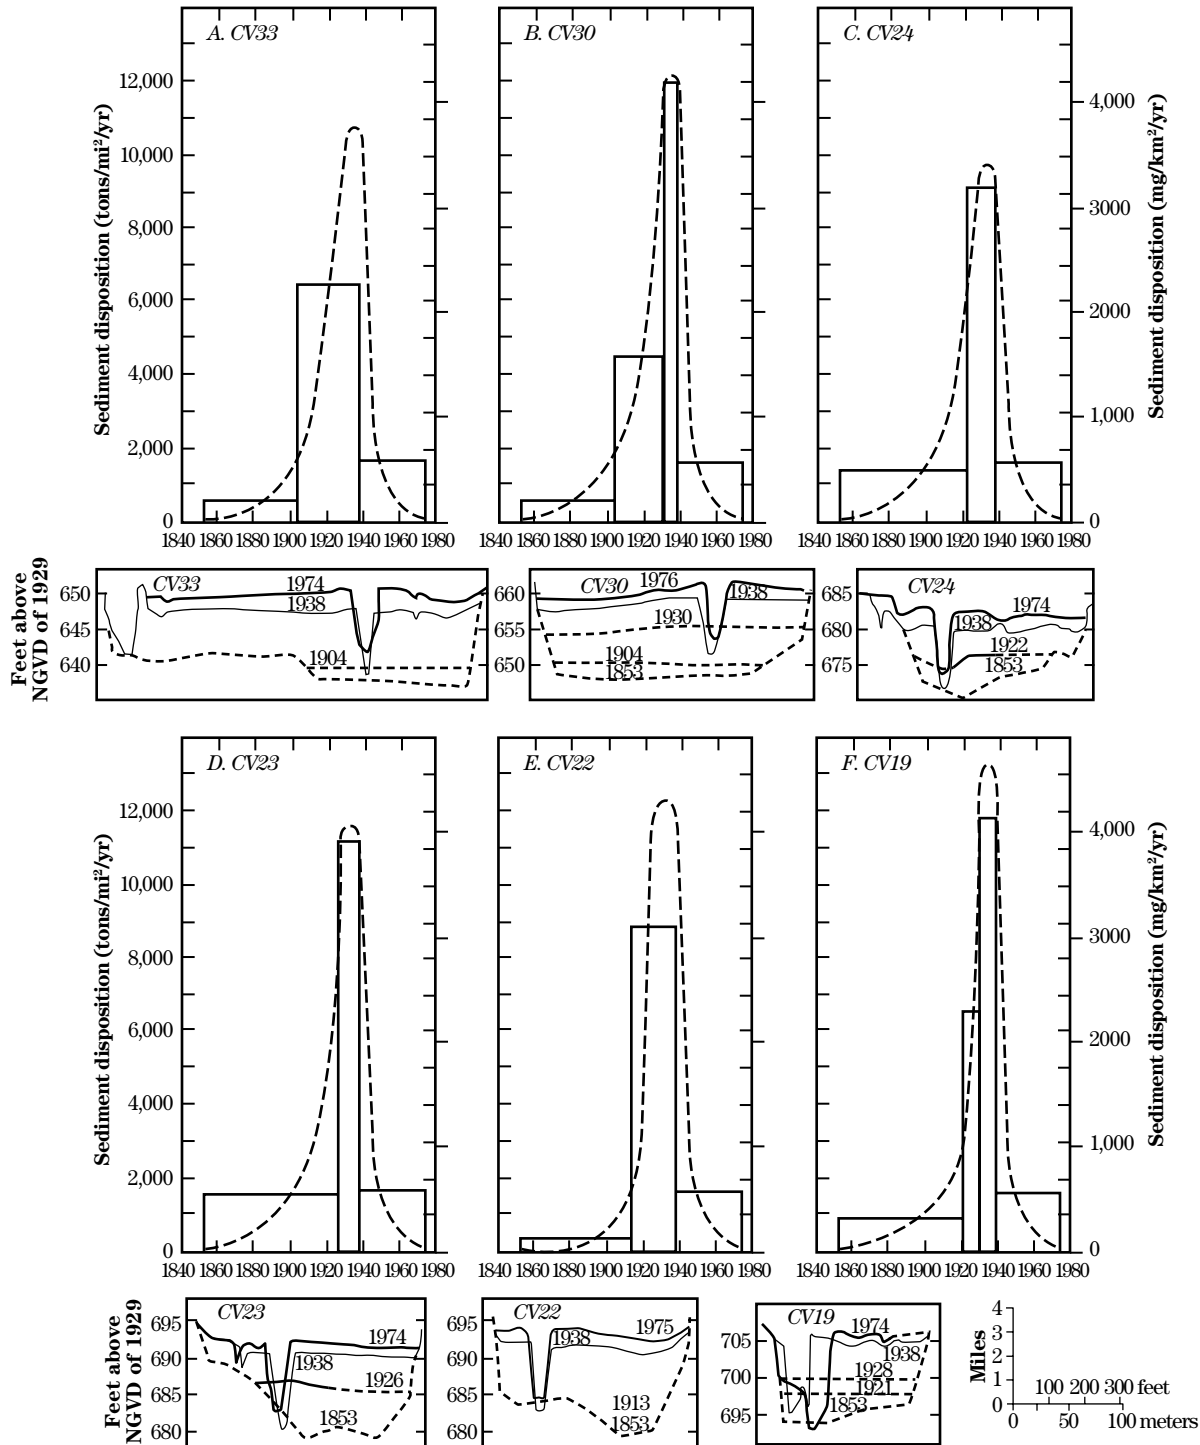 A. CV33
B. CV30
C. CV24
Sediment disposition (tons/mi²/yr)
12,000
10,000
8,000
6,000
4,000
2,000
0
4,000
3000
2000
1,000
0
Sediment disposition (mg/km²/yr)
1840 1860 1880 1900 1920 1940 1960 1980
1840 1860 1880 1900 1920 1940 1960 1980
1840 1860 1880 1900 1920 1940 1960 1980
Feet above
NGVD of 1929
650
645
640
CV33
1974
1938
1904
660
655
650
CV30
1976
1938
1930
1904
1853
685
680
675
CV24
1974
1938
1922
1853
D. CV23
E. CV22
F. CV19
Sediment disposition (tons/mi²/yr)
12,000
10,000
8,000
6,000
4,000
2,000
0
4,000
3000
2000
1,000
0
Sediment disposition (mg/km²/yr)
1840 1860 1880 1900 1920 1940 1960 1980
1840 1860 1880 1900 1920 1940 1960 1980
1840 1860 1880 1900 1920 1940 1960 1980
Feet above
NGVD of 1929
695
690
685
680
CV23
1974
1938
1926
1853
695
690
685
680
CV22
1975
1938
1913
1853
705
700
695
CV19
1974
1938
1928
1921
1853
Miles
4
3
2
1
0
100 200 300 feet
0 50 100 meters